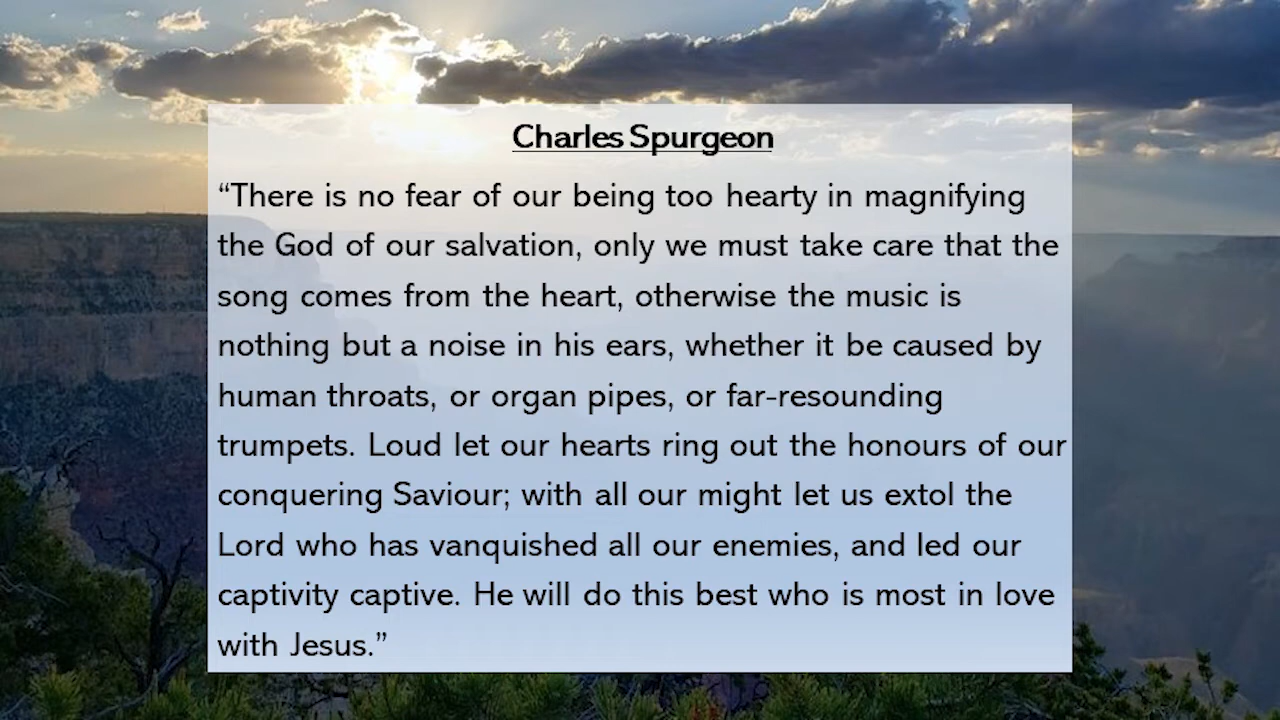 Charles Spurgeon
“There is no fear of our being too hearty in magnifying
the God of our salvation, only we must take care that the
song comes from the heart, otherwise the music is
nothing but a noise in his ears, whether it be caused by
human throats, or organ pipes, or far-resounding
trumpets. Loud let our hearts ring out the honours of our
conquering Saviour; with all our might let us extol the
Lord who has vanquished all our enemies, and led our
captivity captive. He will do this best who is most in love
with Jesus.”